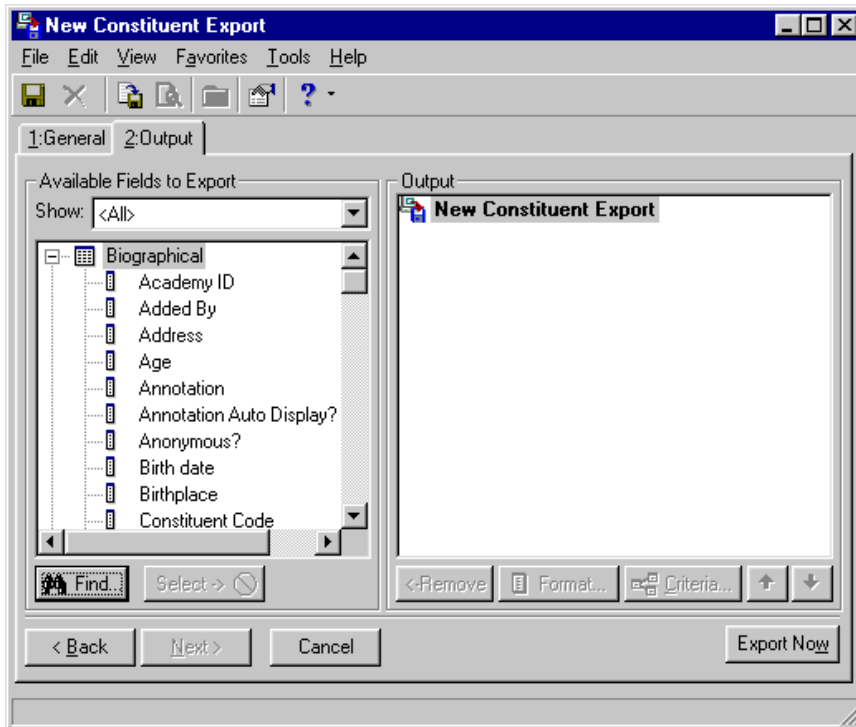 New Constituent Export
File Edit View Favorites Tools Help
?
1:General 2:Output
Available Fields to Export
Show: <All>
Biographical
Academy ID
Added By
Address
Age
Annotation
Annotation Auto Display?
Anonymous?
Birth date
Birthplace
Constituent Code
Find... Select ->
Output
New Constituent Export
<-Remove Format... Criteria...
< Back Next > Cancel Export Now